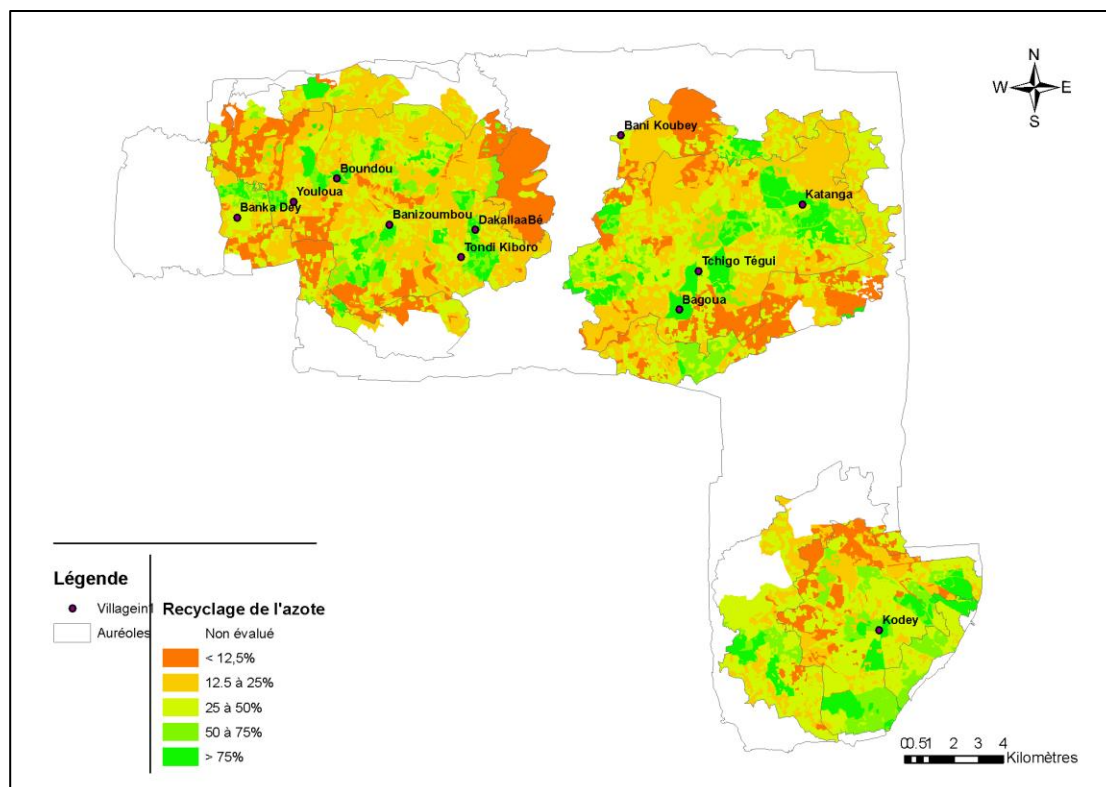 N
W E
S
Bani Koubey
Boundou
Katanga
Youloua
Banka Dey
Banizoumbou
DakallaaBé
Tondi Kiboro
Tchigo Tégui
Bagoua
Kodey
Légende
Villagein1
Auréoles
Recyclage de l'azote
Non évalué
< 12,5%
12.5 à 25%
25 à 50%
50 à 75%
> 75%
00.51 2 3 4
Kilomètres